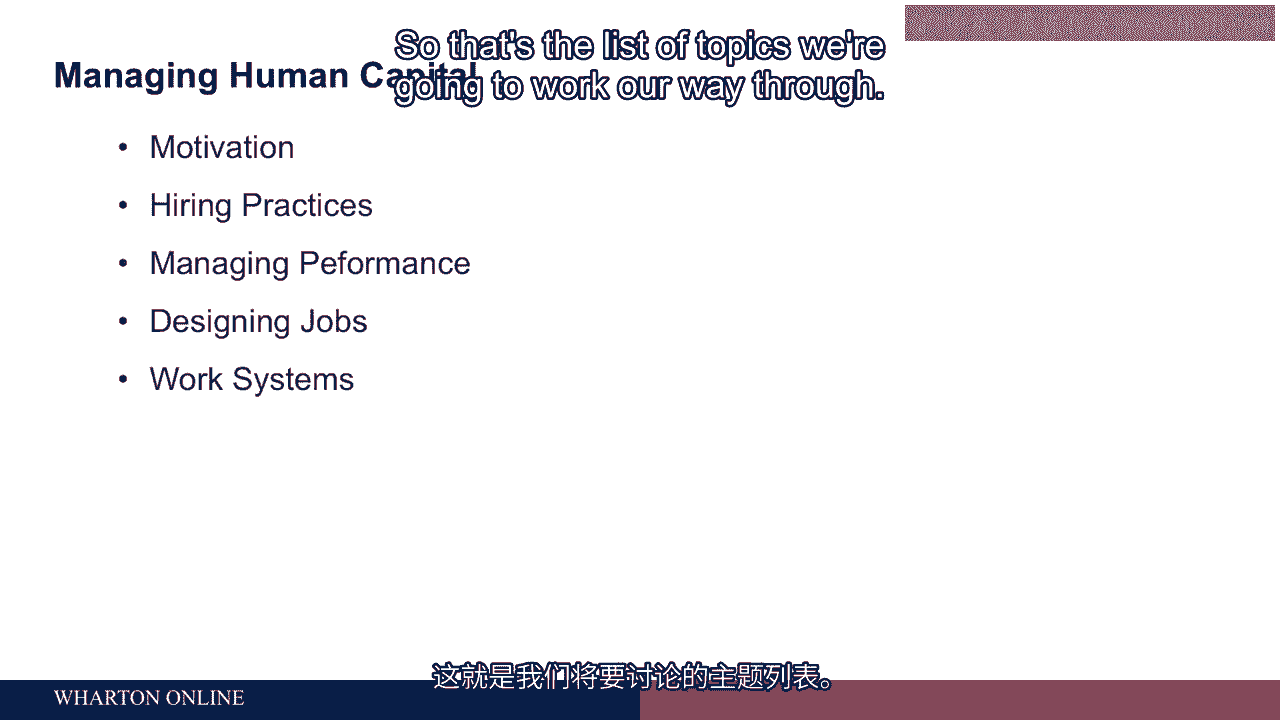 So that's the list of topics we're
going to work our way through.
Managing Human Capital
• Motivation
• Hiring Practices
• Managing Peformance
• Designing Jobs
• Work Systems
这就是我们将要讨论的主题列表。
WHARTON ONLINE